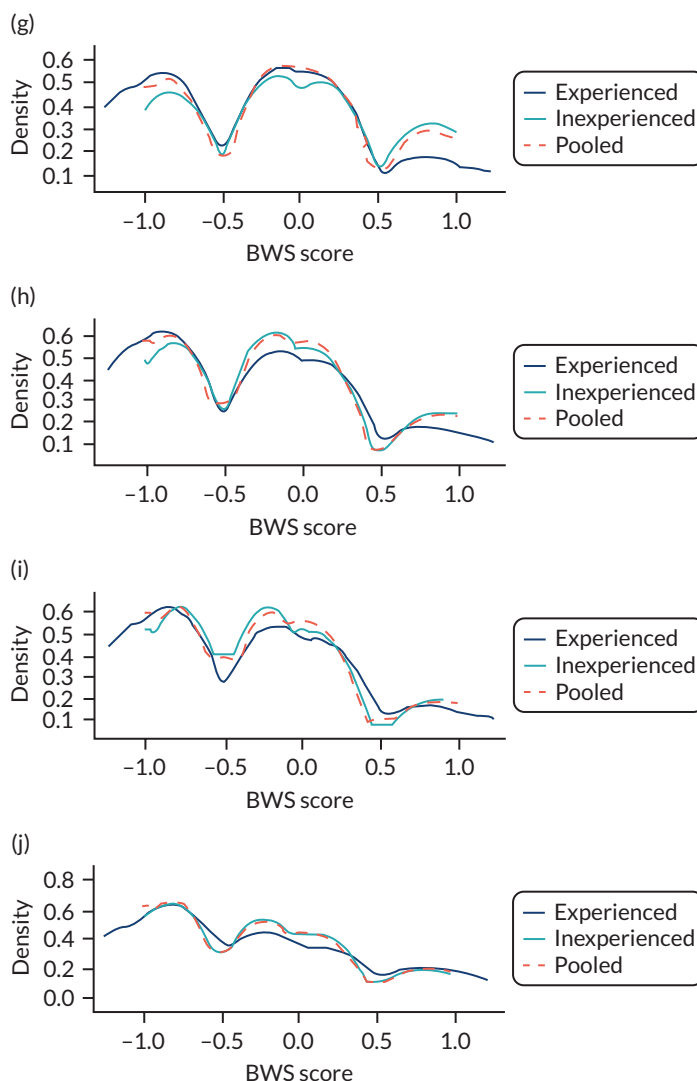 (g)
Density
0.6
0.5
0.4
0.3
0.2
0.1
−1.0 −0.5 0.0 0.5 1.0
BWS score
Experienced
Inexperienced
Pooled
(h)
Density
0.6
0.5
0.4
0.3
0.2
0.1
−1.0 −0.5 0.0 0.5 1.0
BWS score
Experienced
Inexperienced
Pooled
(i)
Density
0.6
0.5
0.4
0.3
0.2
0.1
−1.0 −0.5 0.0 0.5 1.0
BWS score
Experienced
Inexperienced
Pooled
(j)
Density
0.8
0.6
0.4
0.2
0.0
−1.0 −0.5 0.0 0.5 1.0
BWS score
Experienced
Inexperienced
Pooled